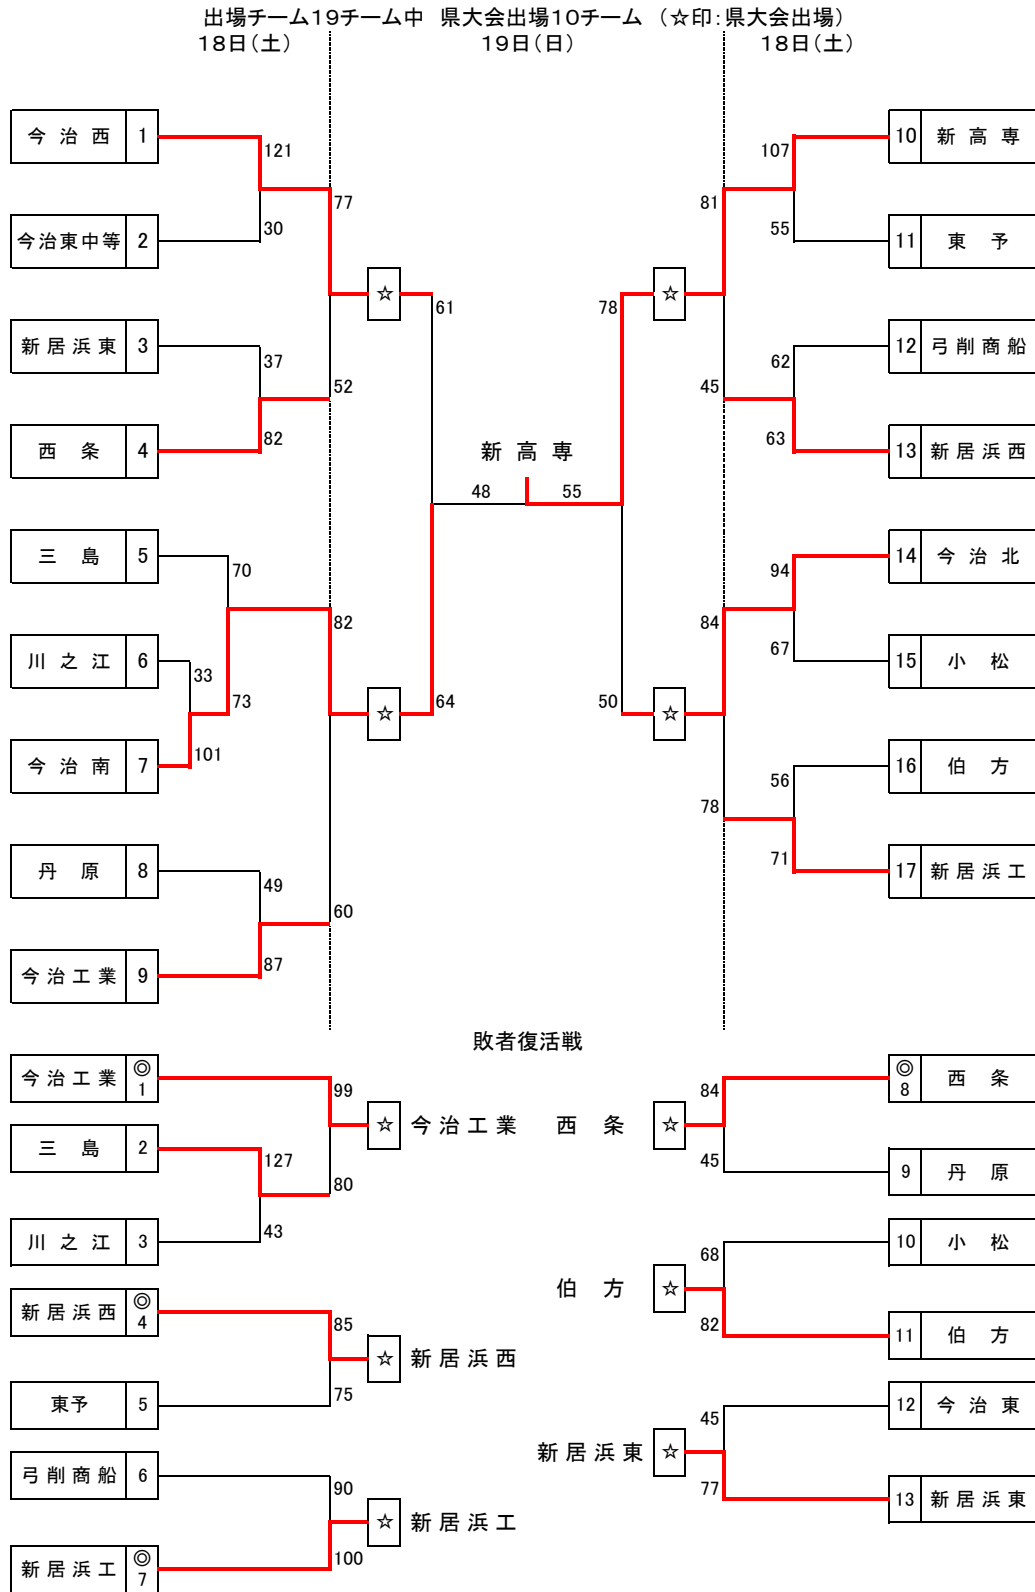 出場チーム19チーム中 県大会出場10チーム (☆印:県大会出場)
18日(土) 19日(日) 18日(土)
今治西 1
121
77
30
今治東中等 2
☆
61
新居浜東 3
37
52
82
西条 4
三島 5
70
82
川之江 6
33
73
101
今治南 7
☆
64
丹原 8
49
60
87
今治工業 9
新高専
48 55
10 新高専
107
81
55
11 東予
☆
78
12 弓削商船
62
45
63
13 新居浜西
14 今治北
94
84
67
15 小松
☆
50
16 伯方
56
78
71
17 新居浜工
敗者復活戦
今治工業 ◎1
99
☆ 今治工業
三島 2
127
80
43
川之江 3
新居浜西 ◎4
85
☆ 新居浜西
75
東予 5
弓削商船 6
90
☆ 新居浜工
100
新居浜工 ◎7
◎8 西条
84
西条 ☆
45
9 丹原
10 小松
68
伯方 ☆
82
11 伯方
12 今治東
45
新居浜東 ☆
77
13 新居浜東